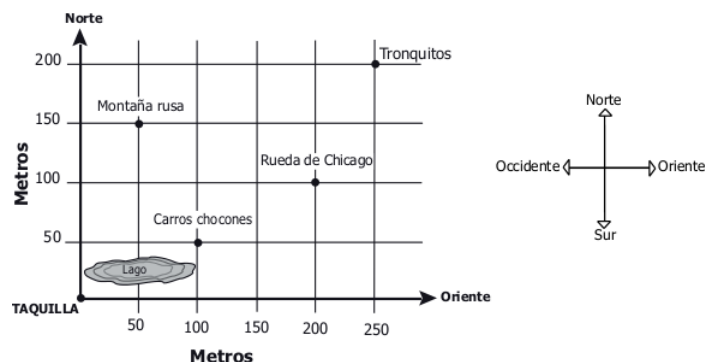 Norte
200
Tronquitos
Montaña rusa
150
Metros
Rueda de Chicago
100
Carros chocones
50
Lago
TAQUILLA
Oriente
50 100 150 200 250
Metros
Norte
Occidente Oriente
Sur